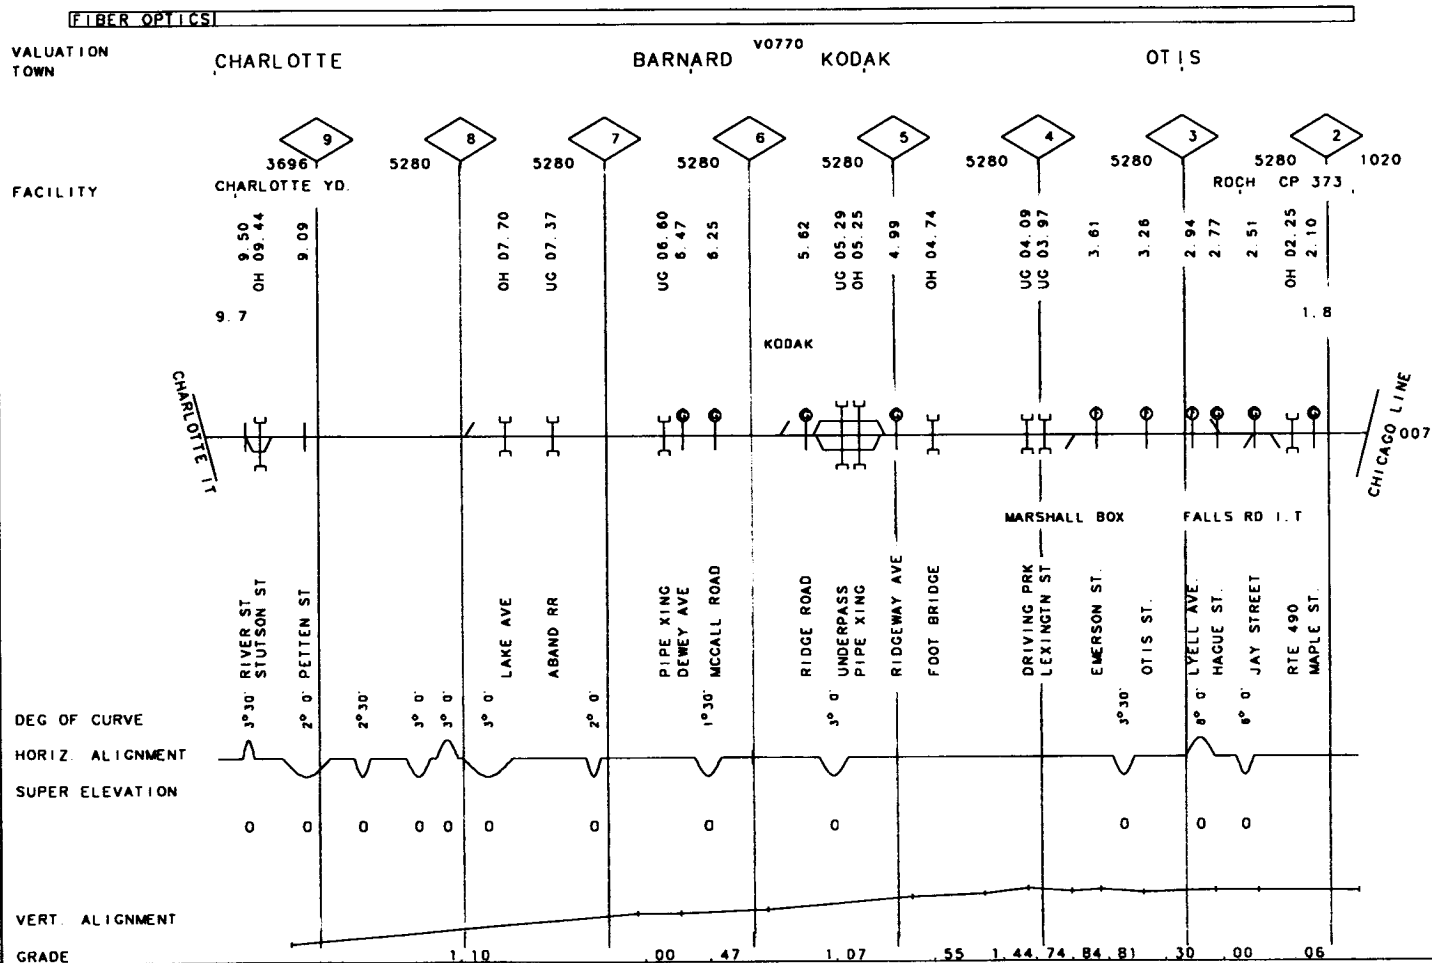 FIBER OPTICS
VALUATION V0770
TOWN CHARLOTTE BARNARD KODAK OTIS
9 8 7 6 5 4 3 2
3696 5280 5280 5280 5280 5280 5280 5280 1020
FACILITY CHARLOTTE YD. ROCH CP 373
9.50
OH 09.44
9.09
OH 07.70
UG 07.37
UG 06.60
6.47
6.25
5.62
UG 05.29
OH 05.25
4.99
OH 04.74
UG 04.09
UG 03.97
3.61
3.26
2.94
2.77
2.51
OH 02.25
2.10
9.7 1.8
KODAK
CHARLOTTE IT
CHICAGO LINE
007
MARSHALL BOX FALLS RD I.T
RIVER ST
STUTSON ST
PETTEN ST
LAKE AVE
ABAND RR
PIPE XING
DEWEY AVE
MCCALL ROAD
RIDGE ROAD
UNDERPASS
PIPE XING
RIDGEWAY AVE
FOOT BRIDGE
DRIVING PRK
LEXINGTN ST
EMERSON ST.
OTIS ST.
LYELL AVE.
HAGUE ST.
JAY STREET
RTE 490
MAPLE ST.
DEG OF CURVE 3°30' 2° 0' 2°30' 3° 0' 3° 0' 3° 0' 2° 0' 1°30' 3° 0' 3°30' 8° 0' 6° 0'
HORIZ. ALIGNMENT
SUPER ELEVATION
0 0 0 0 0 0 0 0 0 0 0 0
VERT. ALIGNMENT
GRADE 1.10 .00 .47 1.07 .55 1.44 .74 .84 .81 .30 .00 .06